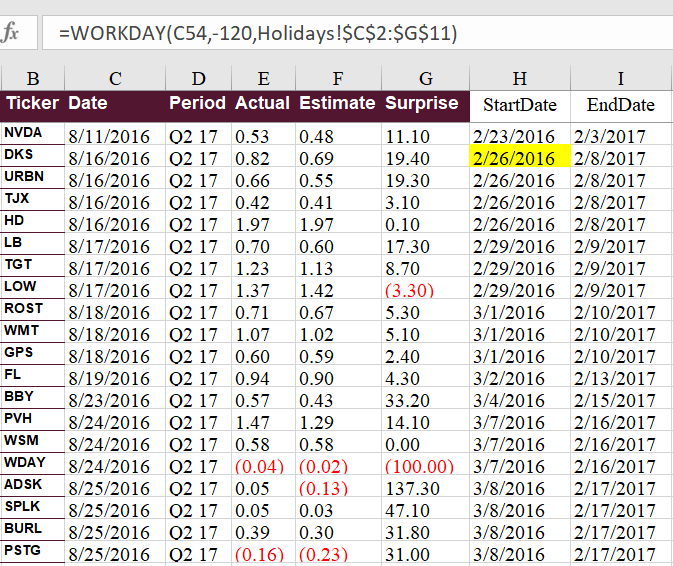 fx =WORKDAY(C54,-120,Holidays!$C$2:$G$11)
B C D E F G H I
Ticker Date Period Actual Estimate Surprise StartDate EndDate
NVDA 8/11/2016 Q2 17 0.53 0.48 11.10 2/23/2016 2/3/2017
DKS 8/16/2016 Q2 17 0.82 0.69 19.40 2/26/2016 2/8/2017
URBN 8/16/2016 Q2 17 0.66 0.55 19.30 2/26/2016 2/8/2017
TJX 8/16/2016 Q2 17 0.42 0.41 3.10 2/26/2016 2/8/2017
HD 8/16/2016 Q2 17 1.97 1.97 0.10 2/26/2016 2/8/2017
LB 8/17/2016 Q2 17 0.70 0.60 17.30 2/29/2016 2/9/2017
TGT 8/17/2016 Q2 17 1.23 1.13 8.70 2/29/2016 2/9/2017
LOW 8/17/2016 Q2 17 1.37 1.42 (3.30) 2/29/2016 2/9/2017
ROST 8/18/2016 Q2 17 0.71 0.67 5.30 3/1/2016 2/10/2017
WMT 8/18/2016 Q2 17 1.07 1.02 5.10 3/1/2016 2/10/2017
GPS 8/18/2016 Q2 17 0.60 0.59 2.40 3/1/2016 2/10/2017
FL 8/19/2016 Q2 17 0.94 0.90 4.30 3/2/2016 2/13/2017
BBY 8/23/2016 Q2 17 0.57 0.43 33.20 3/4/2016 2/15/2017
PVH 8/24/2016 Q2 17 1.47 1.29 14.10 3/7/2016 2/16/2017
WSM 8/24/2016 Q2 17 0.58 0.58 0.00 3/7/2016 2/16/2017
WDAY 8/24/2016 Q2 17 (0.04) (0.02) (100.00) 3/7/2016 2/16/2017
ADSK 8/25/2016 Q2 17 0.05 (0.13) 137.30 3/8/2016 2/17/2017
SPLK 8/25/2016 Q2 17 0.05 0.03 47.10 3/8/2016 2/17/2017
BURL 8/25/2016 Q2 17 0.39 0.30 31.80 3/8/2016 2/17/2017
PSTG 8/25/2016 Q2 17 (0.16) (0.23) 31.00 3/8/2016 2/17/2017